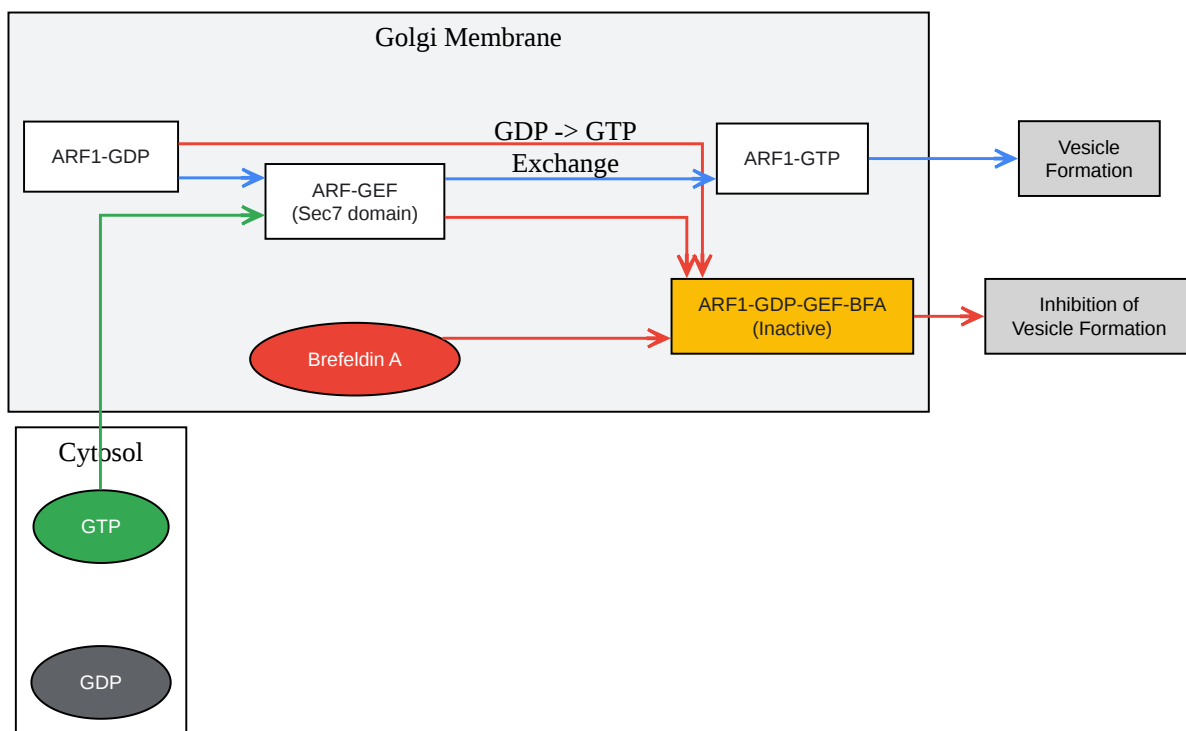 Golgi Membrane
ARF1-GDP
GDP -> GTP
Exchange
ARF-GEF
(Sec7 domain)
ARF1-GTP
Vesicle
Formation
ARF1-GDP-GEF-BFA
(Inactive)
Inhibition of
Vesicle Formation
Brefeldin A
Cytosol
GTP
GDP